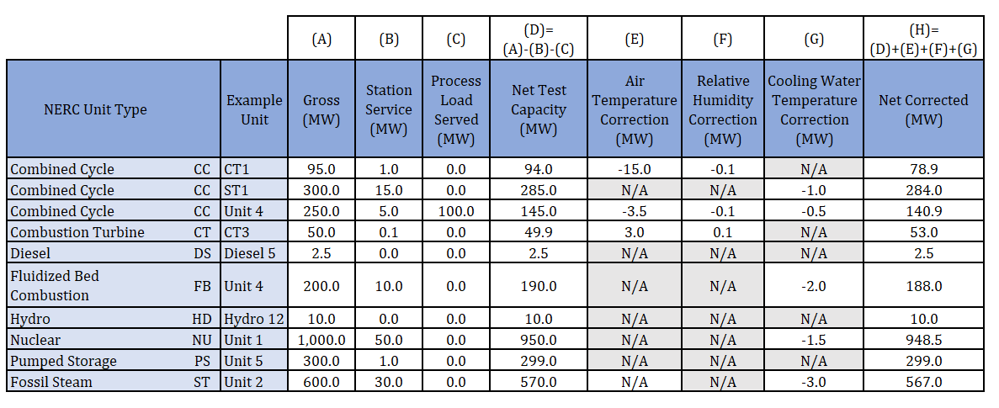 (A) (B) (C) (D)= (A)-(B)-(C) (E) (F) (G) (H)= (D)+(E)+(F)+(G)
NERC Unit Type Example Unit Gross (MW) Station Service (MW) Process Load Served (MW) Net Test Capacity (MW) Air Temperature Correction (MW) Relative Humidity Correction (MW) Cooling Water Temperature Correction (MW) Net Corrected (MW)
Combined Cycle CC CT1 95.0 1.0 0.0 94.0 -15.0 -0.1 N/A 78.9
Combined Cycle CC ST1 300.0 15.0 0.0 285.0 N/A N/A -1.0 284.0
Combined Cycle CC Unit 4 250.0 5.0 100.0 145.0 -3.5 -0.1 -0.5 140.9
Combustion Turbine CT CT3 50.0 0.1 0.0 49.9 3.0 0.1 N/A 53.0
Diesel DS Diesel 5 2.5 0.0 0.0 2.5 N/A N/A N/A 2.5
Fluidized Bed Combustion FB Unit 4 200.0 10.0 0.0 190.0 N/A N/A -2.0 188.0
Hydro HD Hydro 12 10.0 0.0 0.0 10.0 N/A N/A N/A 10.0
Nuclear NU Unit 1 1,000.0 50.0 0.0 950.0 N/A N/A -1.5 948.5
Pumped Storage PS Unit 5 300.0 1.0 0.0 299.0 N/A N/A N/A 299.0
Fossil Steam ST Unit 2 600.0 30.0 0.0 570.0 N/A N/A -3.0 567.0